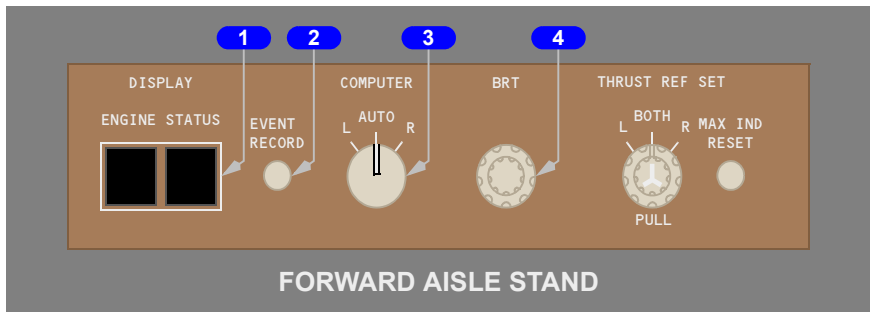 1 2 3 4
DISPLAY COMPUTER BRT THRUST REF SET
ENGINE STATUS
EVENT
RECORD
L AUTO R
L BOTH R
MAX IND
RESET
PULL
FORWARD AISLE STAND